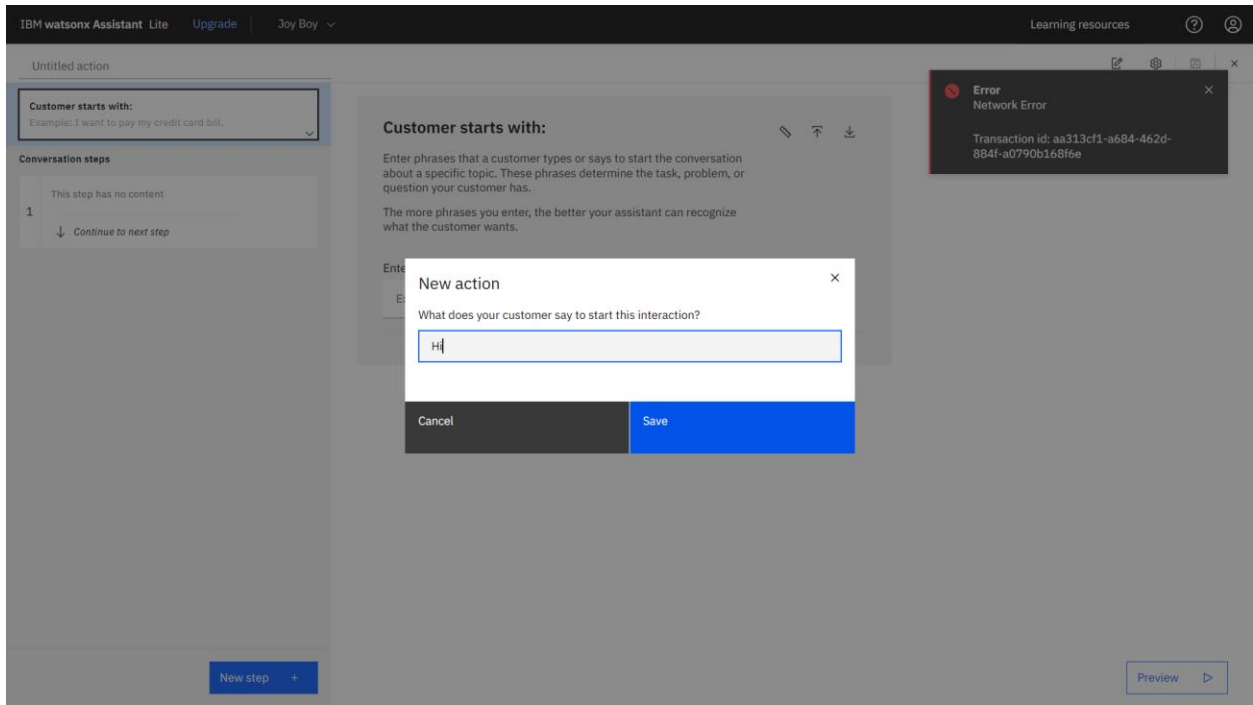 IBM watsonx Assistant Lite Upgrade Joy Boy Learning resources
Untitled action
Customer starts with:
Example: I want to pay my credit card bill.
Conversation steps
1
This step has no content
Continue to next step
New step +
Customer starts with:
Enter phrases that a customer types or says to start the conversation
about a specific topic. These phrases determine the task, problem, or
question your customer has.
The more phrases you enter, the better your assistant can recognize
what the customer wants.
New action
What does your customer say to start this interaction?
Hi
Cancel
Save
Error
Network Error
Transaction id: aa313cf1-a684-462d-
884f-a0790b168f6e
Preview